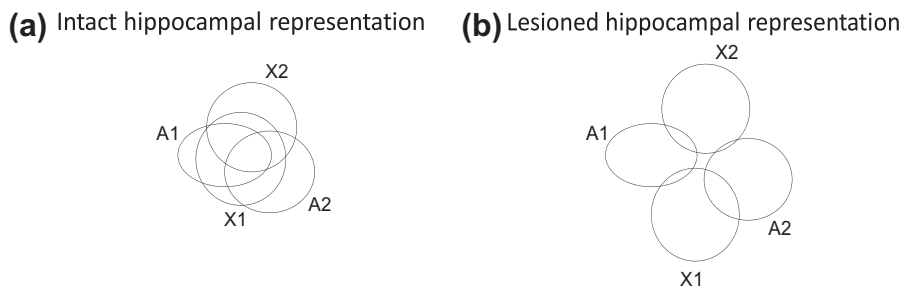 (a) Intact hippocampal representation
X2
A1
X1
A2
(b) Lesioned hippocampal representation
X2
A1
A2
X1